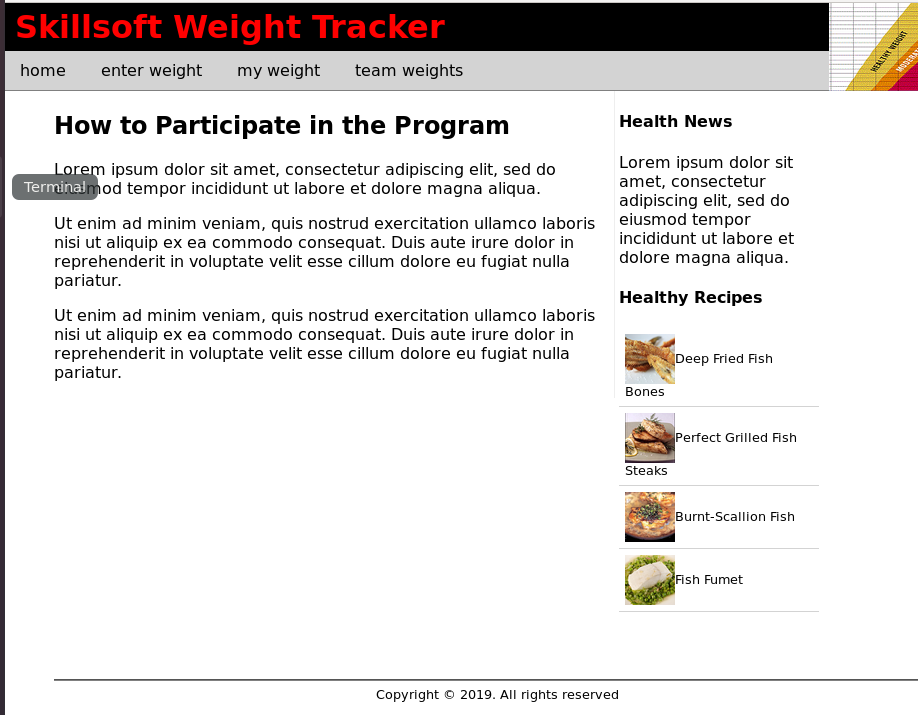 Skillsoft Weight Tracker
HEALTHY WEIGHT
home enter weight my weight team weights
How to Participate in the Program
Lorem ipsum dolor sit amet, consectetur adipiscing elit, sed do
eiusmod tempor incididunt ut labore et dolore magna aliqua.
Terminal
Ut enim ad minim veniam, quis nostrud exercitation ullamco laboris
nisi ut aliquip ex ea commodo consequat. Duis aute irure dolor in
reprehenderit in voluptate velit esse cillum dolore eu fugiat nulla
pariatur.
Ut enim ad minim veniam, quis nostrud exercitation ullamco laboris
nisi ut aliquip ex ea commodo consequat. Duis aute irure dolor in
reprehenderit in voluptate velit esse cillum dolore eu fugiat nulla
pariatur.
Health News
Lorem ipsum dolor sit
amet, consectetur
adipiscing elit, sed do
eiusmod tempor
incididunt ut labore et
dolore magna aliqua.
Healthy Recipes
Deep Fried Fish
Bones
Perfect Grilled Fish
Steaks
Burnt-Scallion Fish
Fish Fumet
Copyright © 2019. All rights reserved